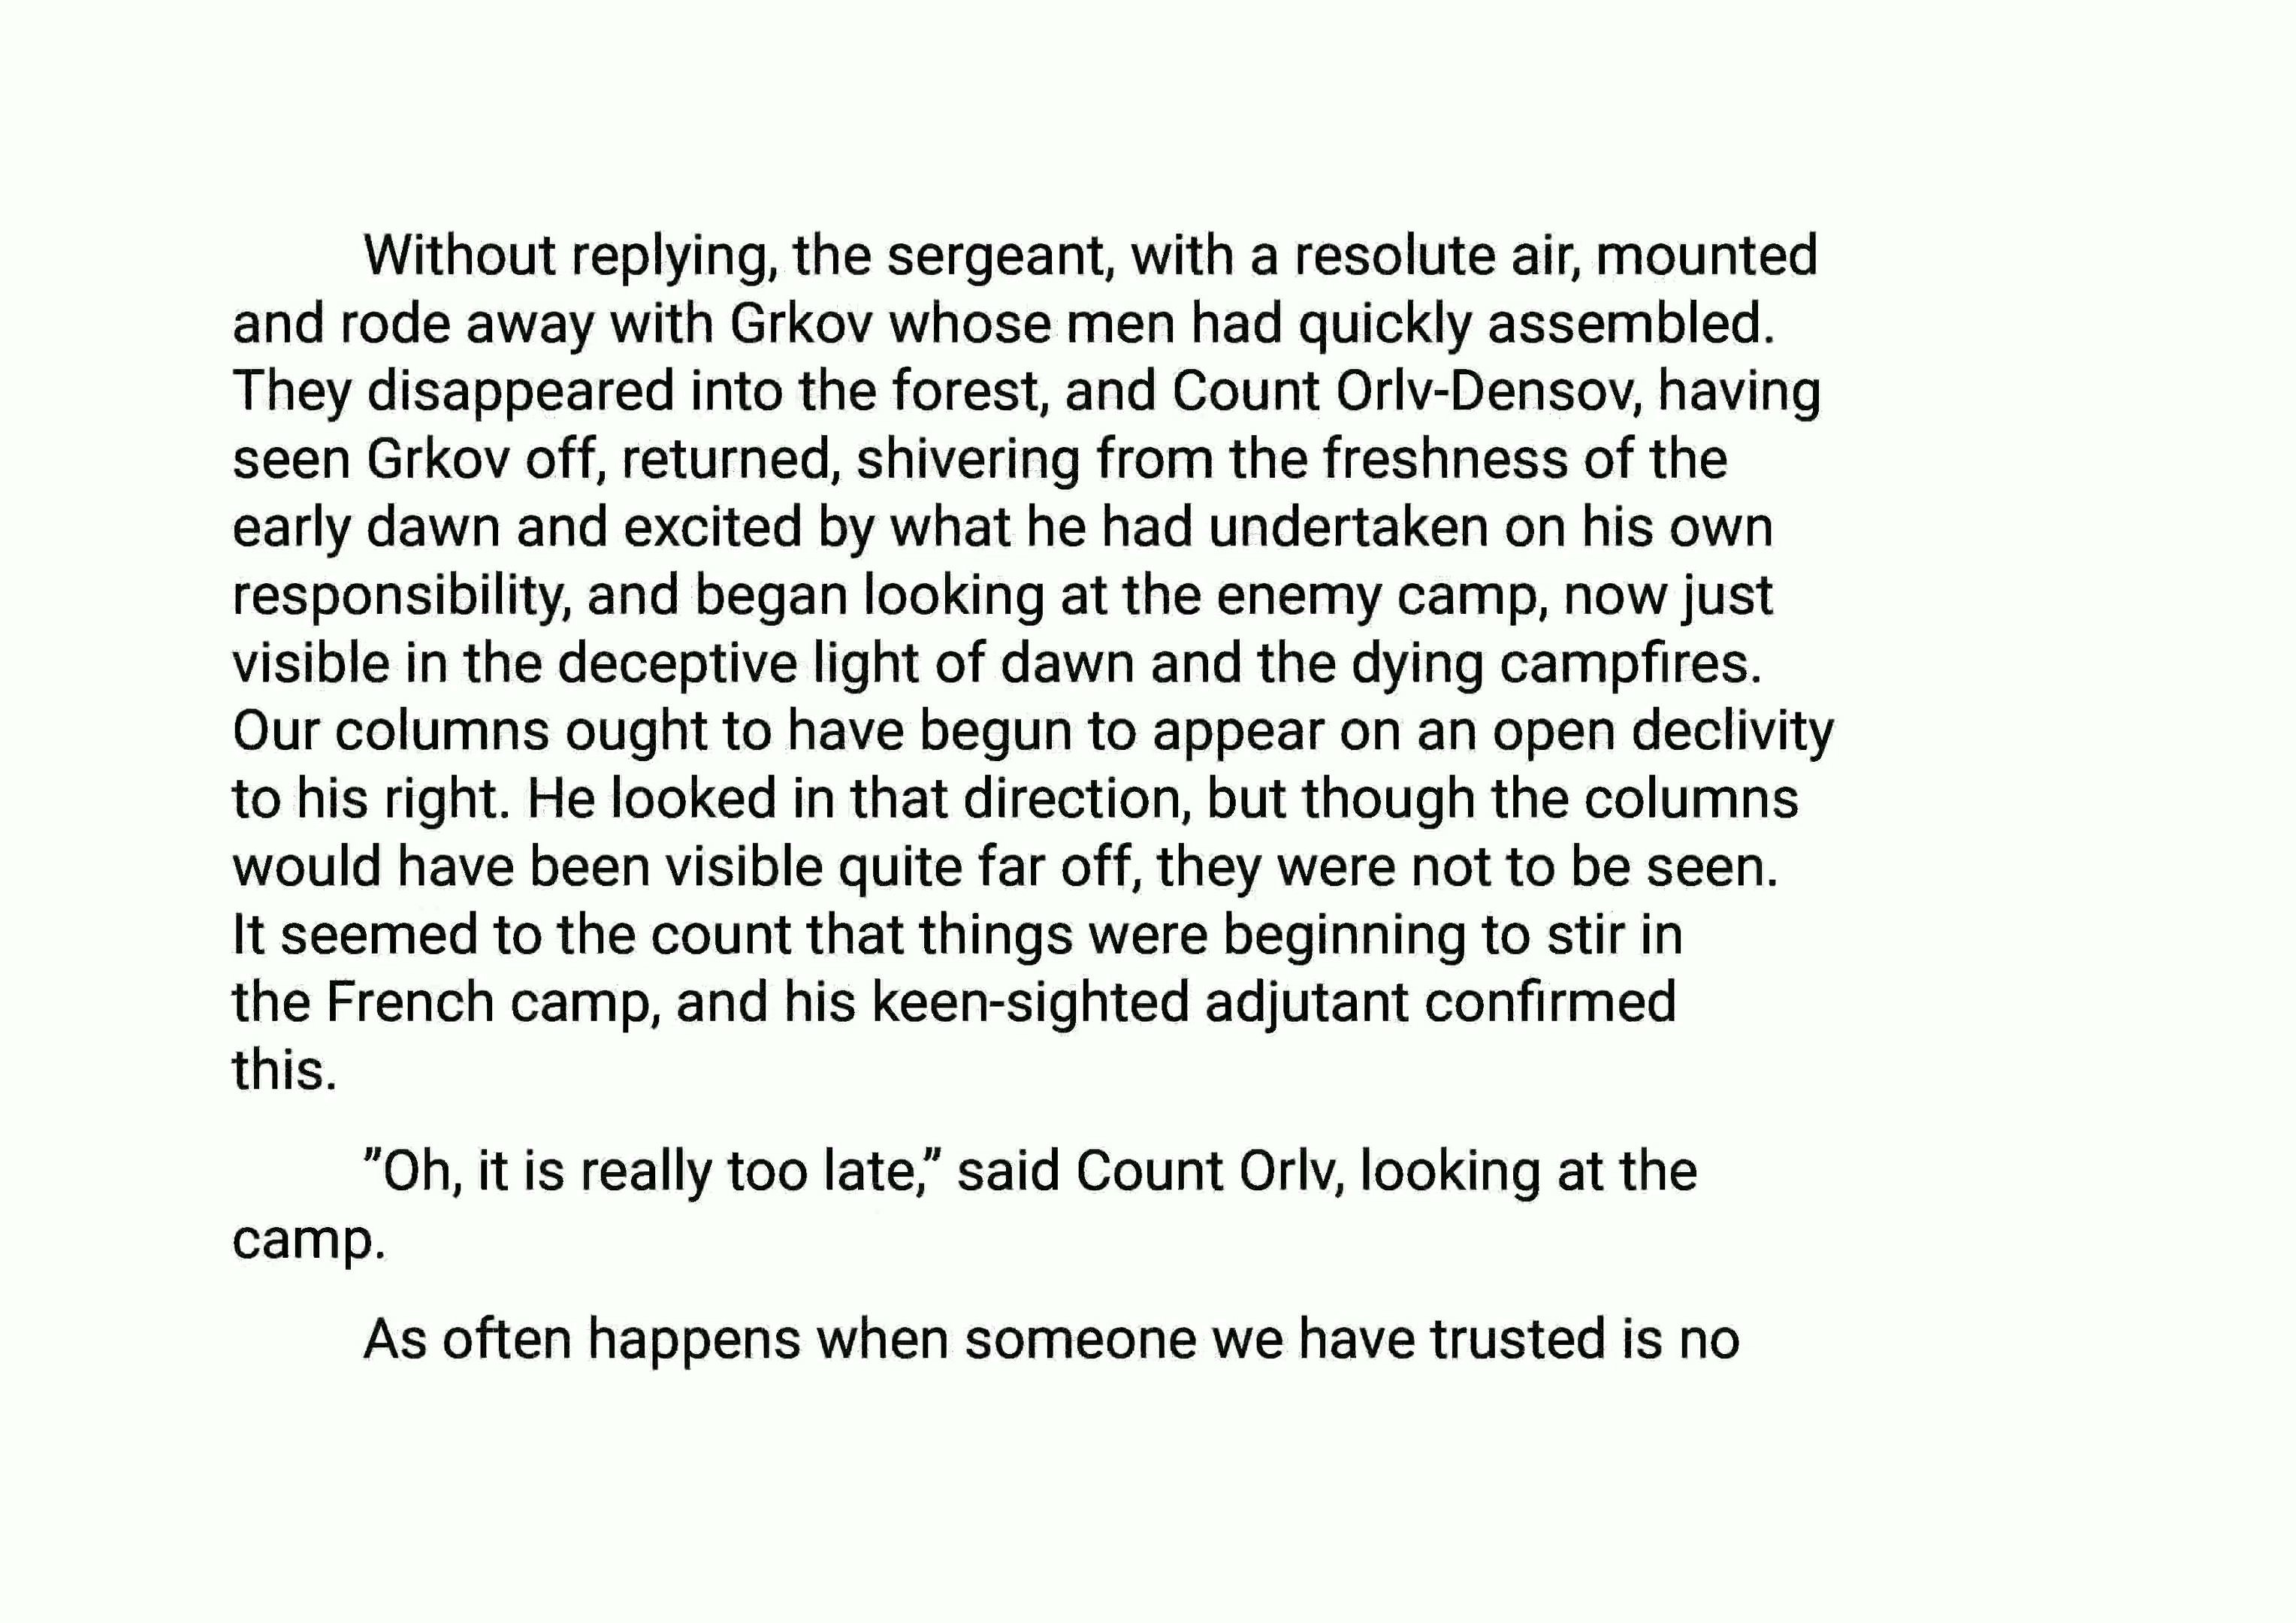 Without replying, the sergeant, with a resolute air, mounted
and rode away with Grkov whose men had quickly assembled.
They disappeared into the forest, and Count Orlv-Densov, having
seen Grkov off, returned, shivering from the freshness of the
early dawn and excited by what he had undertaken on his own
responsibility, and began looking at the enemy camp, now just
visible in the deceptive light of dawn and the dying campfires.
Our columns ought to have begun to appear on an open declivity
to his right. He looked in that direction, but though the columns
would have been visible quite far off, they were not to be seen.
It seemed to the count that things were beginning to stir in
the French camp, and his keen-sighted adjutant confirmed
this.
”Oh, it is really too late,” said Count Orlv, looking at the
camp.
As often happens when someone we have trusted is no